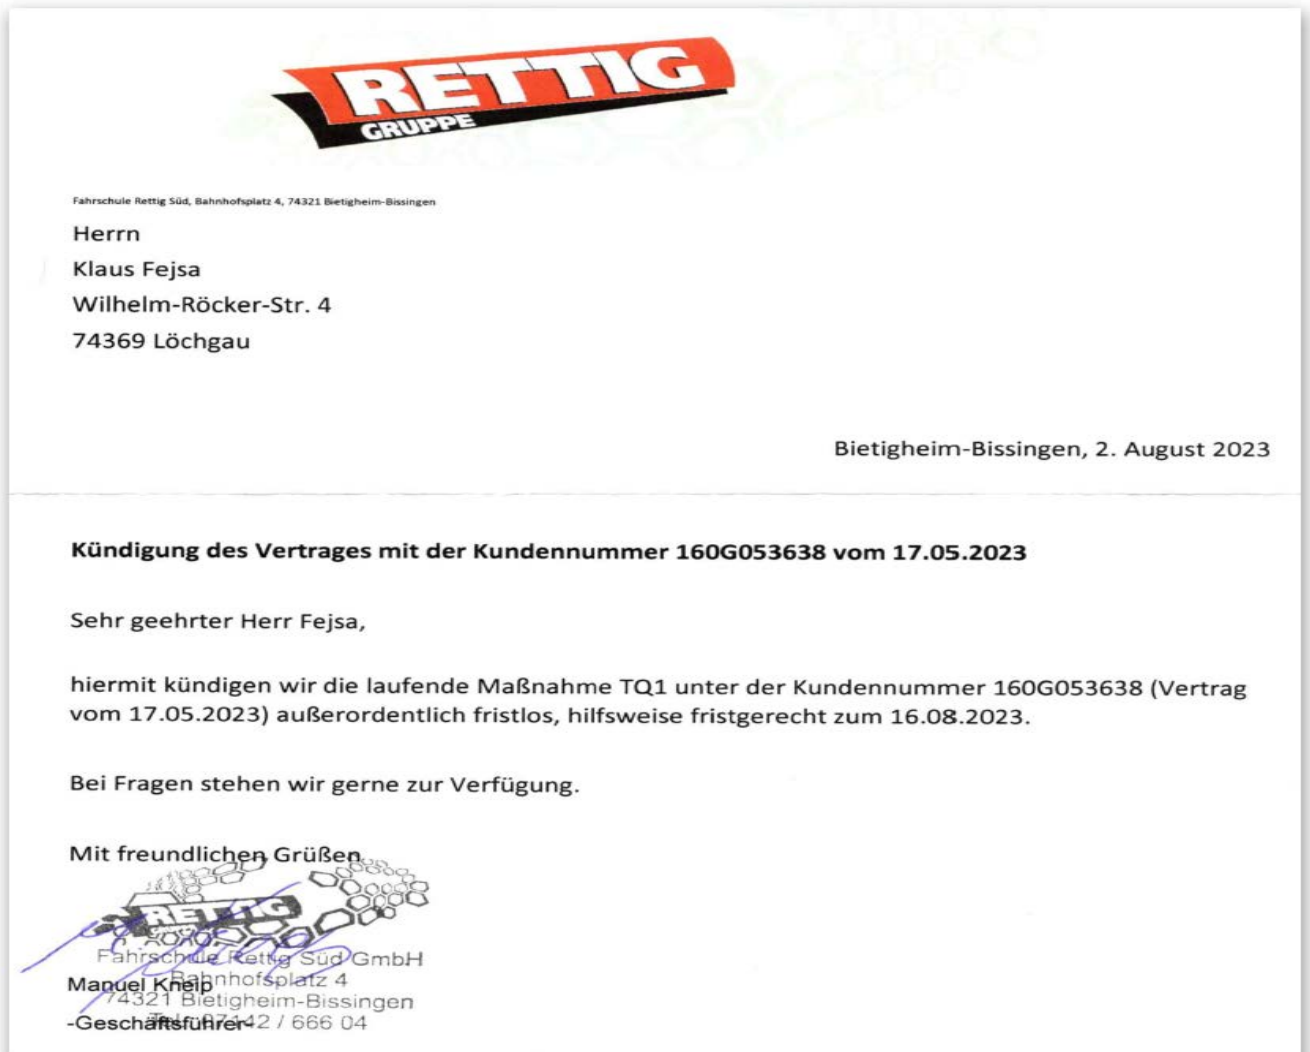 RETTIG
GRUPPE
Fahrschule Rettig Süd, Bahnhofsplatz 4, 74321 Bietigheim-Bissingen
Herrn
Klaus Fejsa
Wilhelm-Röcker-Str. 4
74369 Löchgau
Bietigheim-Bissingen, 2. August 2023
Kündigung des Vertrages mit der Kundennummer 160G053638 vom 17.05.2023
Sehr geehrter Herr Fejsa,
hiermit kündigen wir die laufende Maßnahme TQ1 unter der Kundennummer 160G053638 (Vertrag
vom 17.05.2023) außerordentlich fristlos, hilfsweise fristgerecht zum 16.08.2023.
Bei Fragen stehen wir gerne zur Verfügung.
Mit freundlichen Grüßen
RETTIG
Fahrschule Rettig Süd GmbH
Bahnhofsplatz 4
Manuel Kneip
74321 Bietigheim-Bissingen
-Geschäftsführer-
42 / 666 04